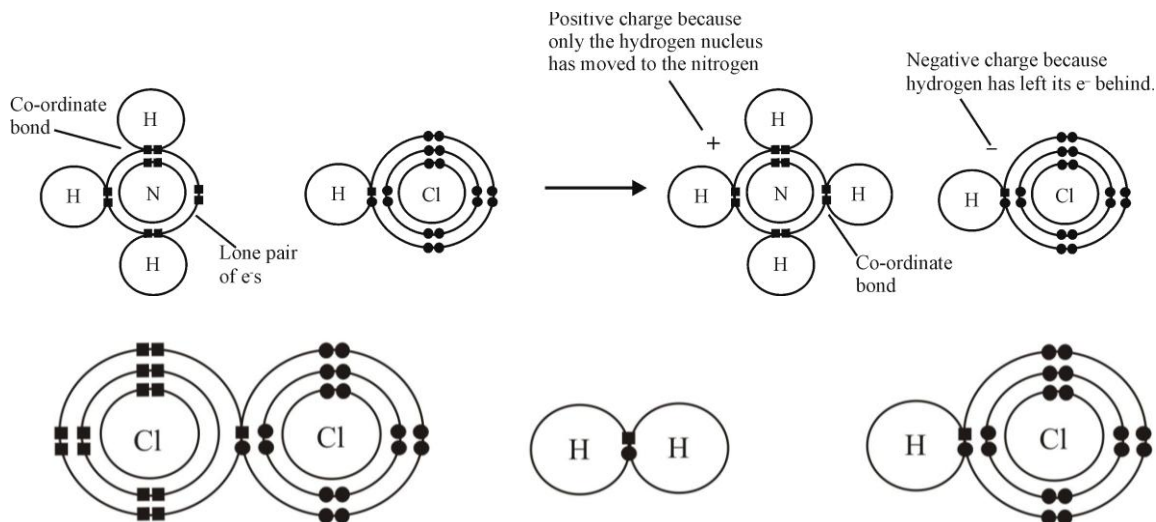 Positive charge because
only the hydrogen nucleus
has moved to the nitrogen
Negative charge because
hydrogen has left its e⁻ behind.
Co-ordinate
bond
H
H
N
H
Lone pair
of e⁻s
H
Cl
+
H
H
N
H
H
Co-ordinate
bond
−
H
Cl
Cl
Cl
H
H
H
Cl